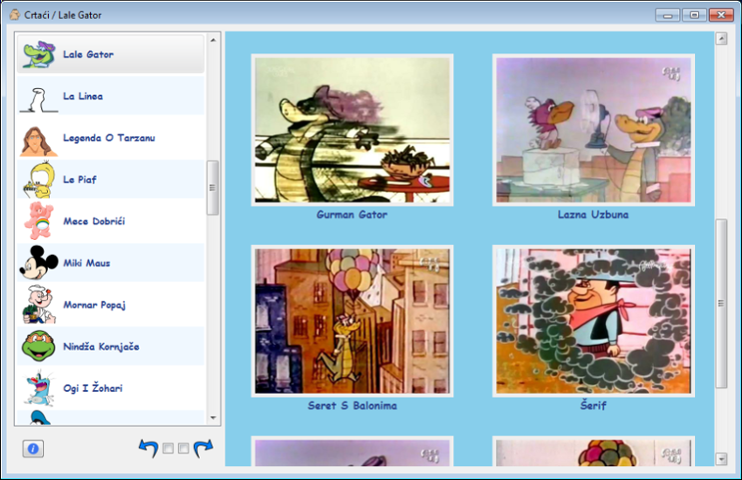 Crtaći / Lale Gator
Lale Gator
La Linea
Legenda O Tarzanu
Le Piaf
Mece Dobrići
Miki Maus
Mornar Popaj
Nindža Kornjače
Ogi I Žohari
Gurman Gator
Lazna Uzbuna
Seret S Balonima
Šerif